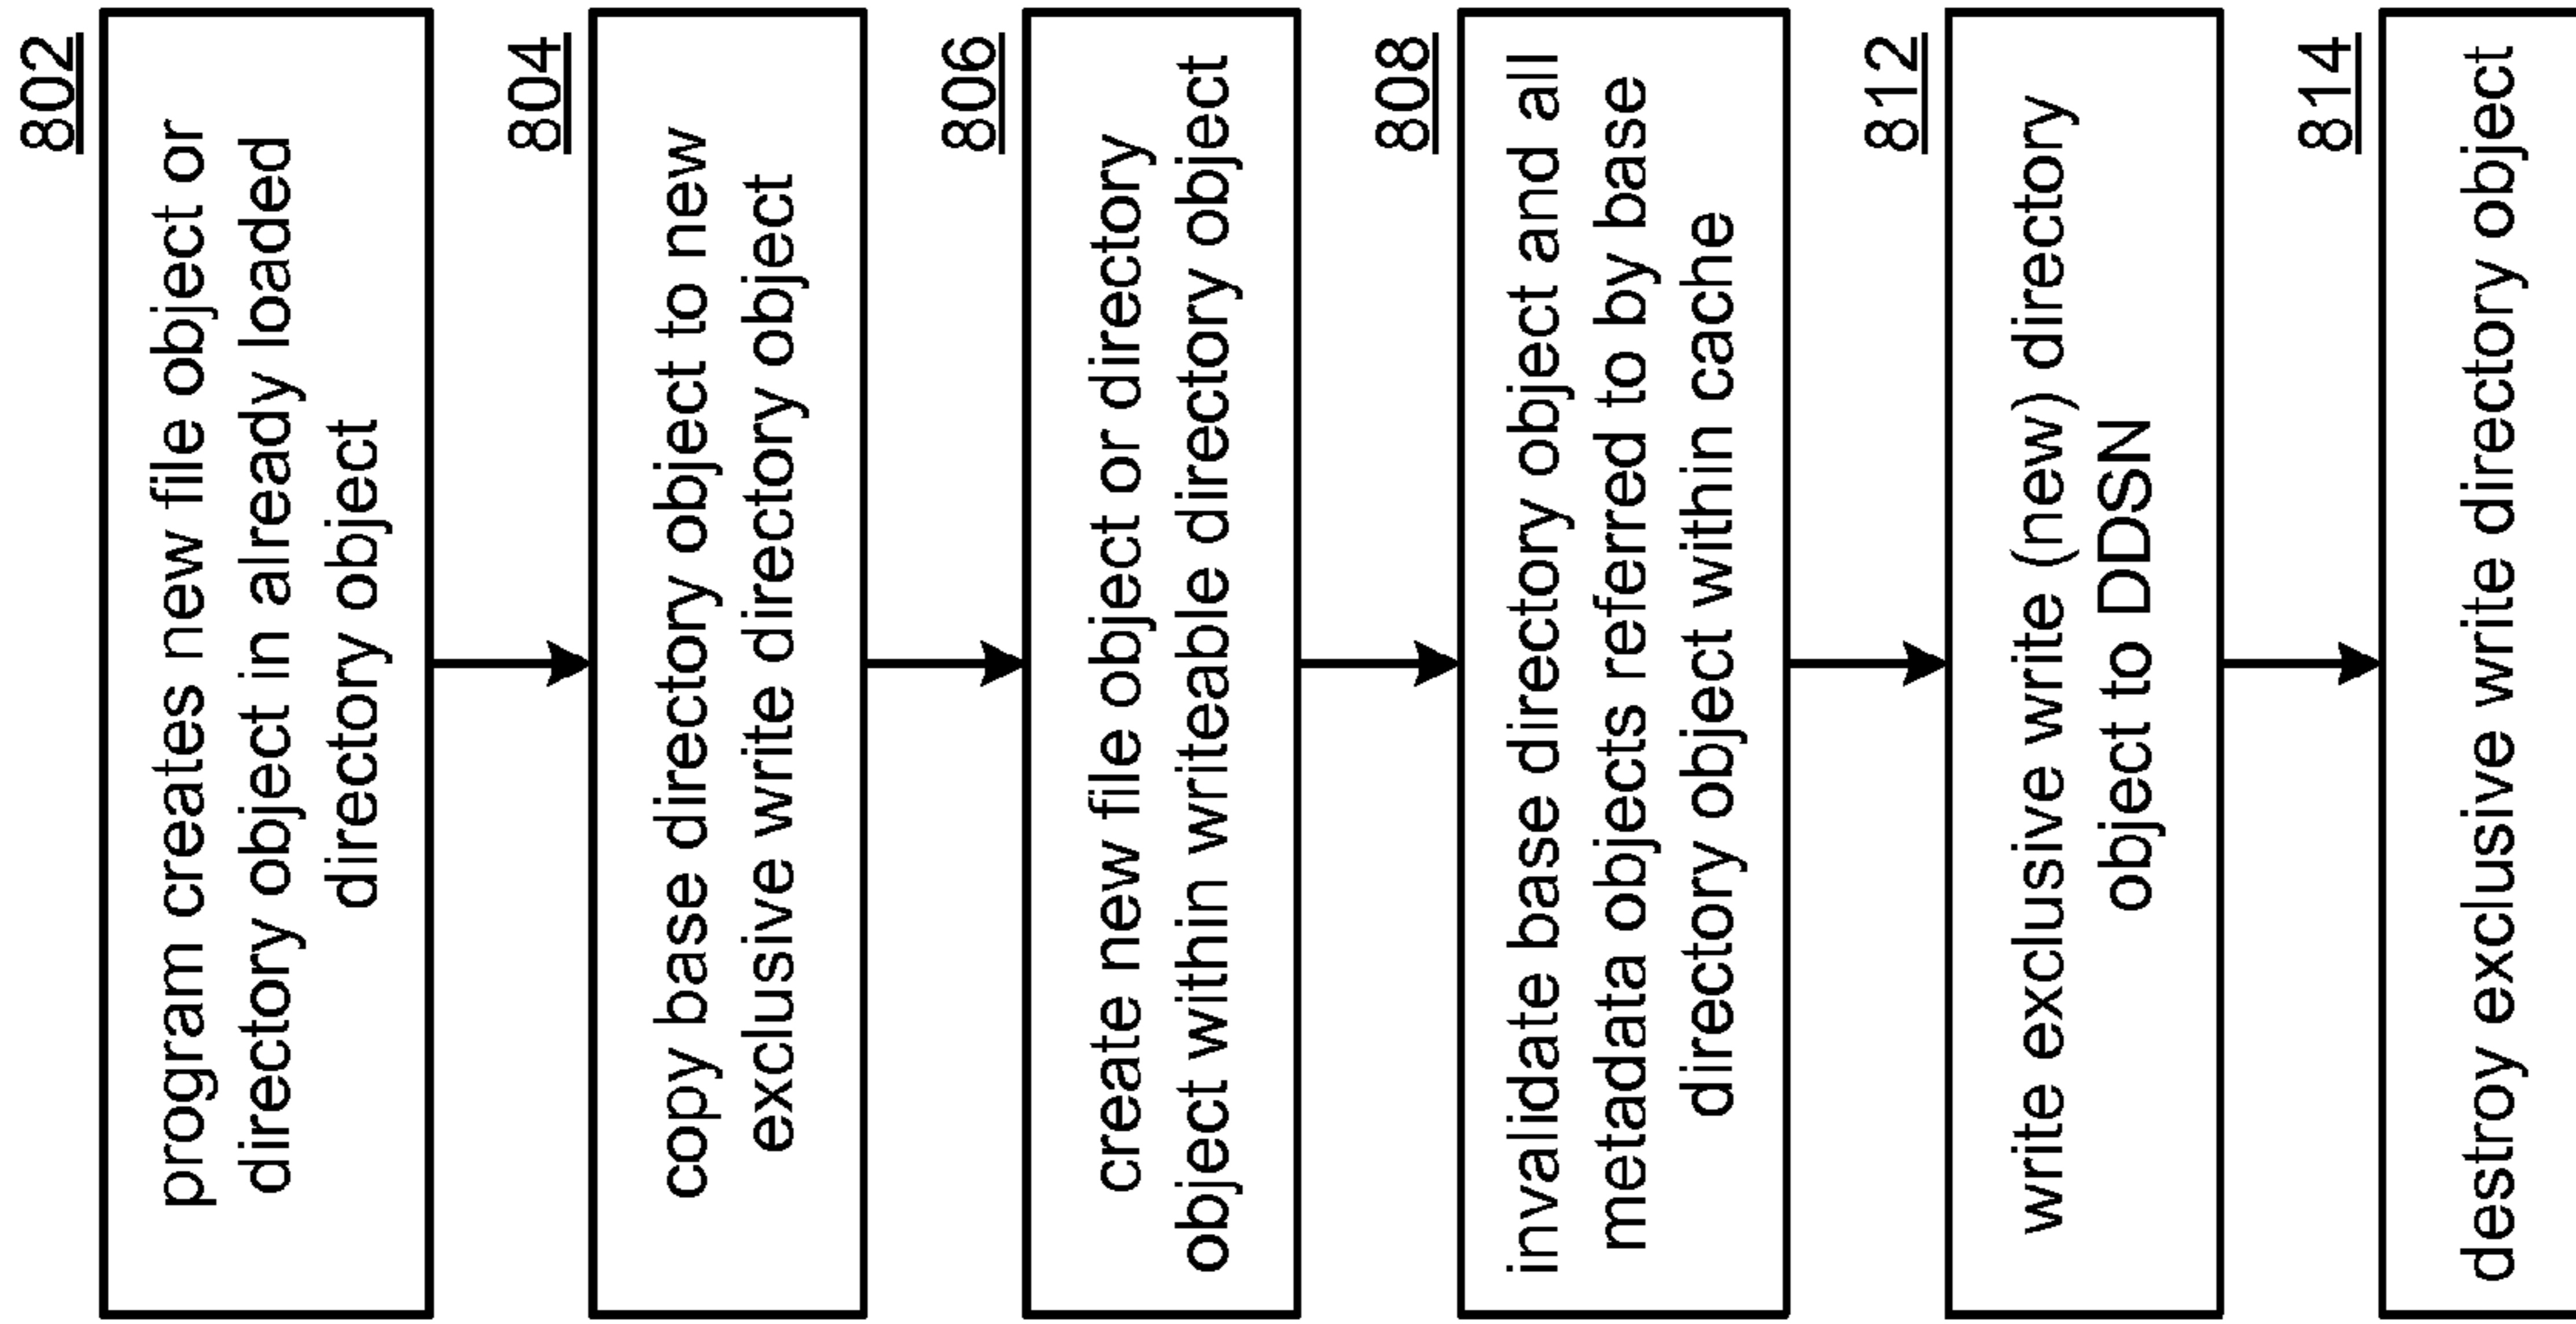 802
program creates new file object or
directory object in already loaded
directory object
804
copy base directory object to new
exclusive write directory object
806
create new file object or directory
object within writeable directory object
808
invalidate base directory object and all
metadata objects referred to by base
directory object within cache
812
write exclusive write (new) directory
object to DDSN
814
destroy exclusive write directory object